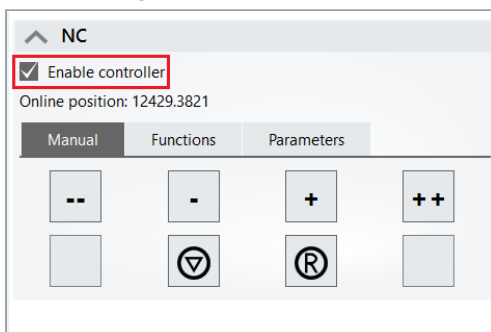 NC
Enable controller
Online position: 12429.3821
Manual Functions Parameters
-- - + ++
R